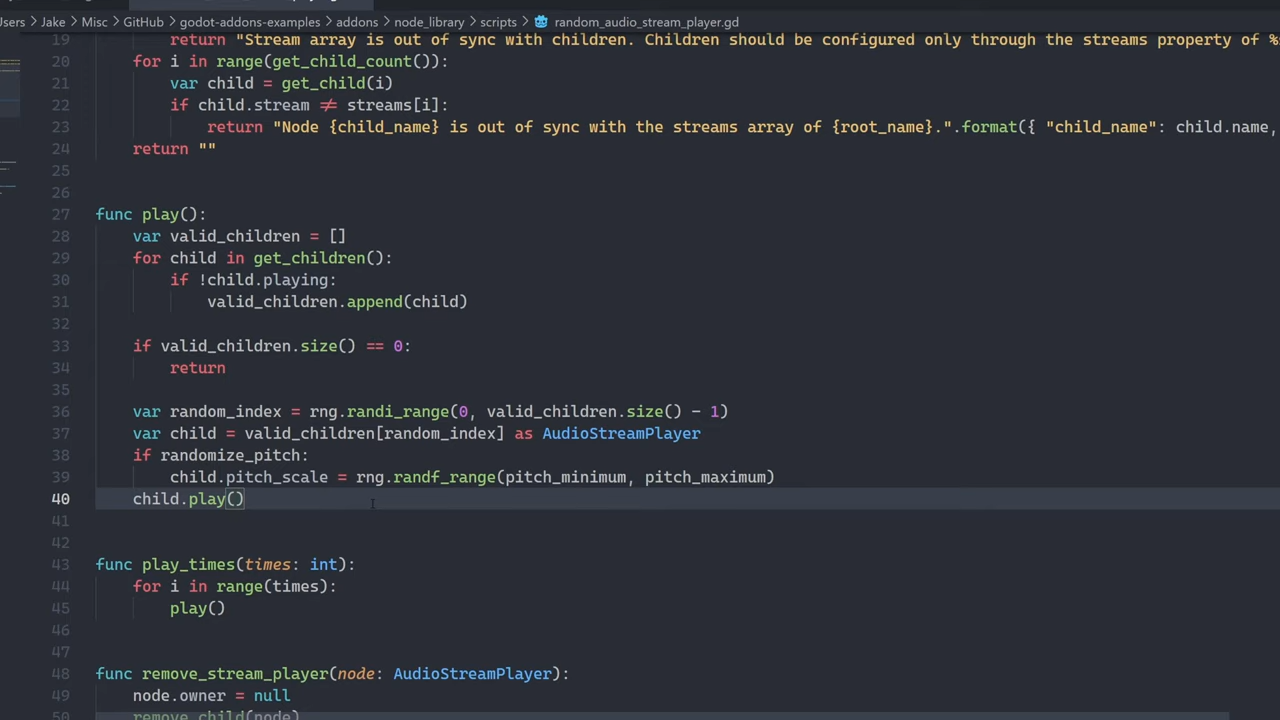 Users > Jake > Misc > GitHub > godot-addons-examples > addons > node_library > scripts > random_audio_stream_player.gd
19 return "Stream array is out of sync with children. Children should be configured only through the streams property of %
20 for i in range(get_child_count()):
21 var child = get_child(i)
22 if child.stream ≠ streams[i]:
23 return "Node {child_name} is out of sync with the streams array of {root_name}.".format({ "child_name": child.name,
24 return ""
25
26
27 func play():
28 var valid_children = []
29 for child in get_children():
30 if !child.playing:
31 valid_children.append(child)
32
33 if valid_children.size() == 0:
34 return
35
36 var random_index = rng.randi_range(0, valid_children.size() - 1)
37 var child = valid_children[random_index] as AudioStreamPlayer
38 if randomize_pitch:
39 child.pitch_scale = rng.randf_range(pitch_minimum, pitch_maximum)
40 child.play()
41
42
43 func play_times(times: int):
44 for i in range(times):
45 play()
46
47
48 func remove_stream_player(node: AudioStreamPlayer):
49 node.owner = null
50 remove_child(node)